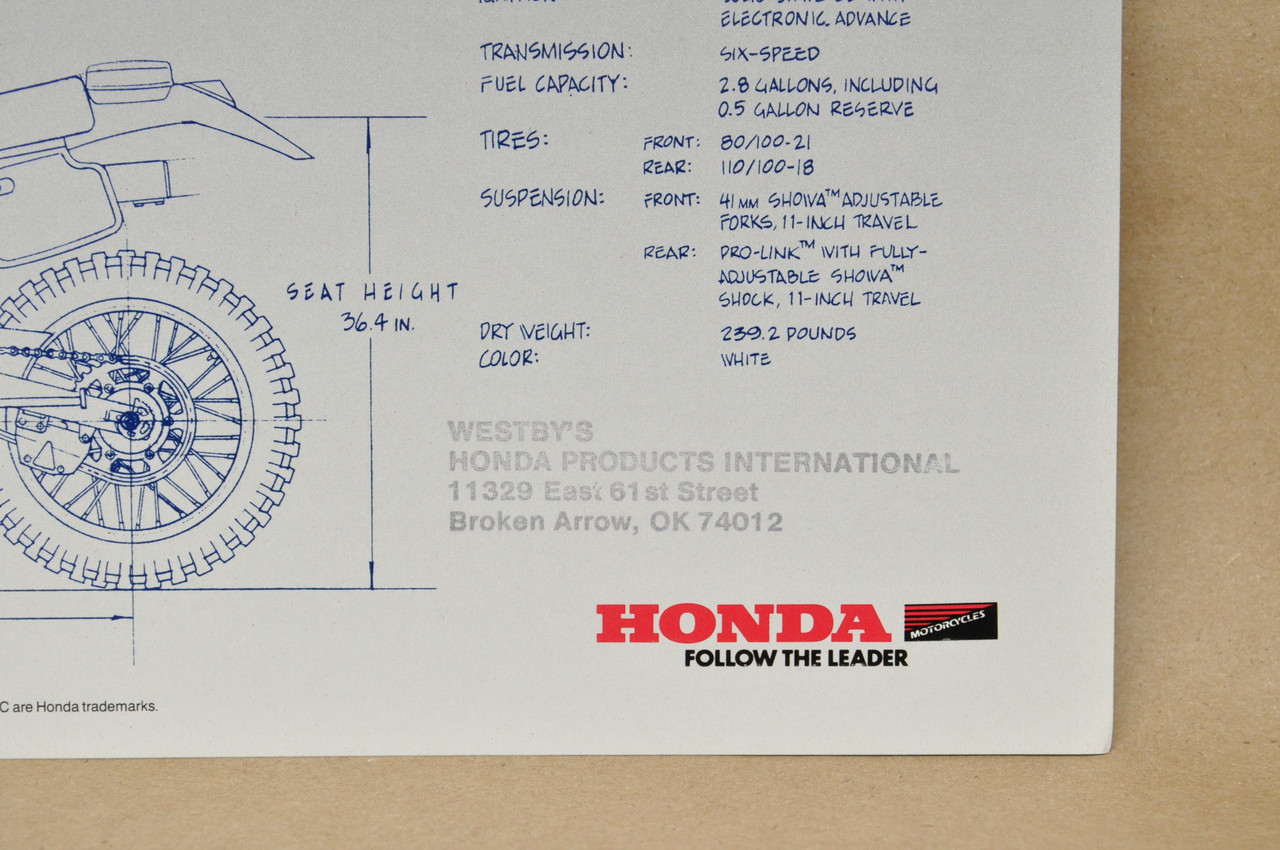 ELECTRONIC ADVANCE
TRANSMISSION: SIX-SPEED
FUEL CAPACITY: 2.8 GALLONS, INCLUDING
0.5 GALLON RESERVE
TIRES: FRONT: 80/100-21
REAR: 110/100-18
SUSPENSION: FRONT: 41 MM SHOWA™ ADJUSTABLE
FORKS, 11-INCH TRAVEL
REAR: PRO-LINK™ WITH FULLY-
ADJUSTABLE SHOWA™
SHOCK, 11-INCH TRAVEL
DRY WEIGHT: 239.2 POUNDS
COLOR: WHITE
SEAT HEIGHT
36.4 IN.
WESTBY'S
HONDA PRODUCTS INTERNATIONAL
11329 East 61st Street
Broken Arrow, OK 74012
HONDA MOTORCYCLES
FOLLOW THE LEADER
C are Honda trademarks.